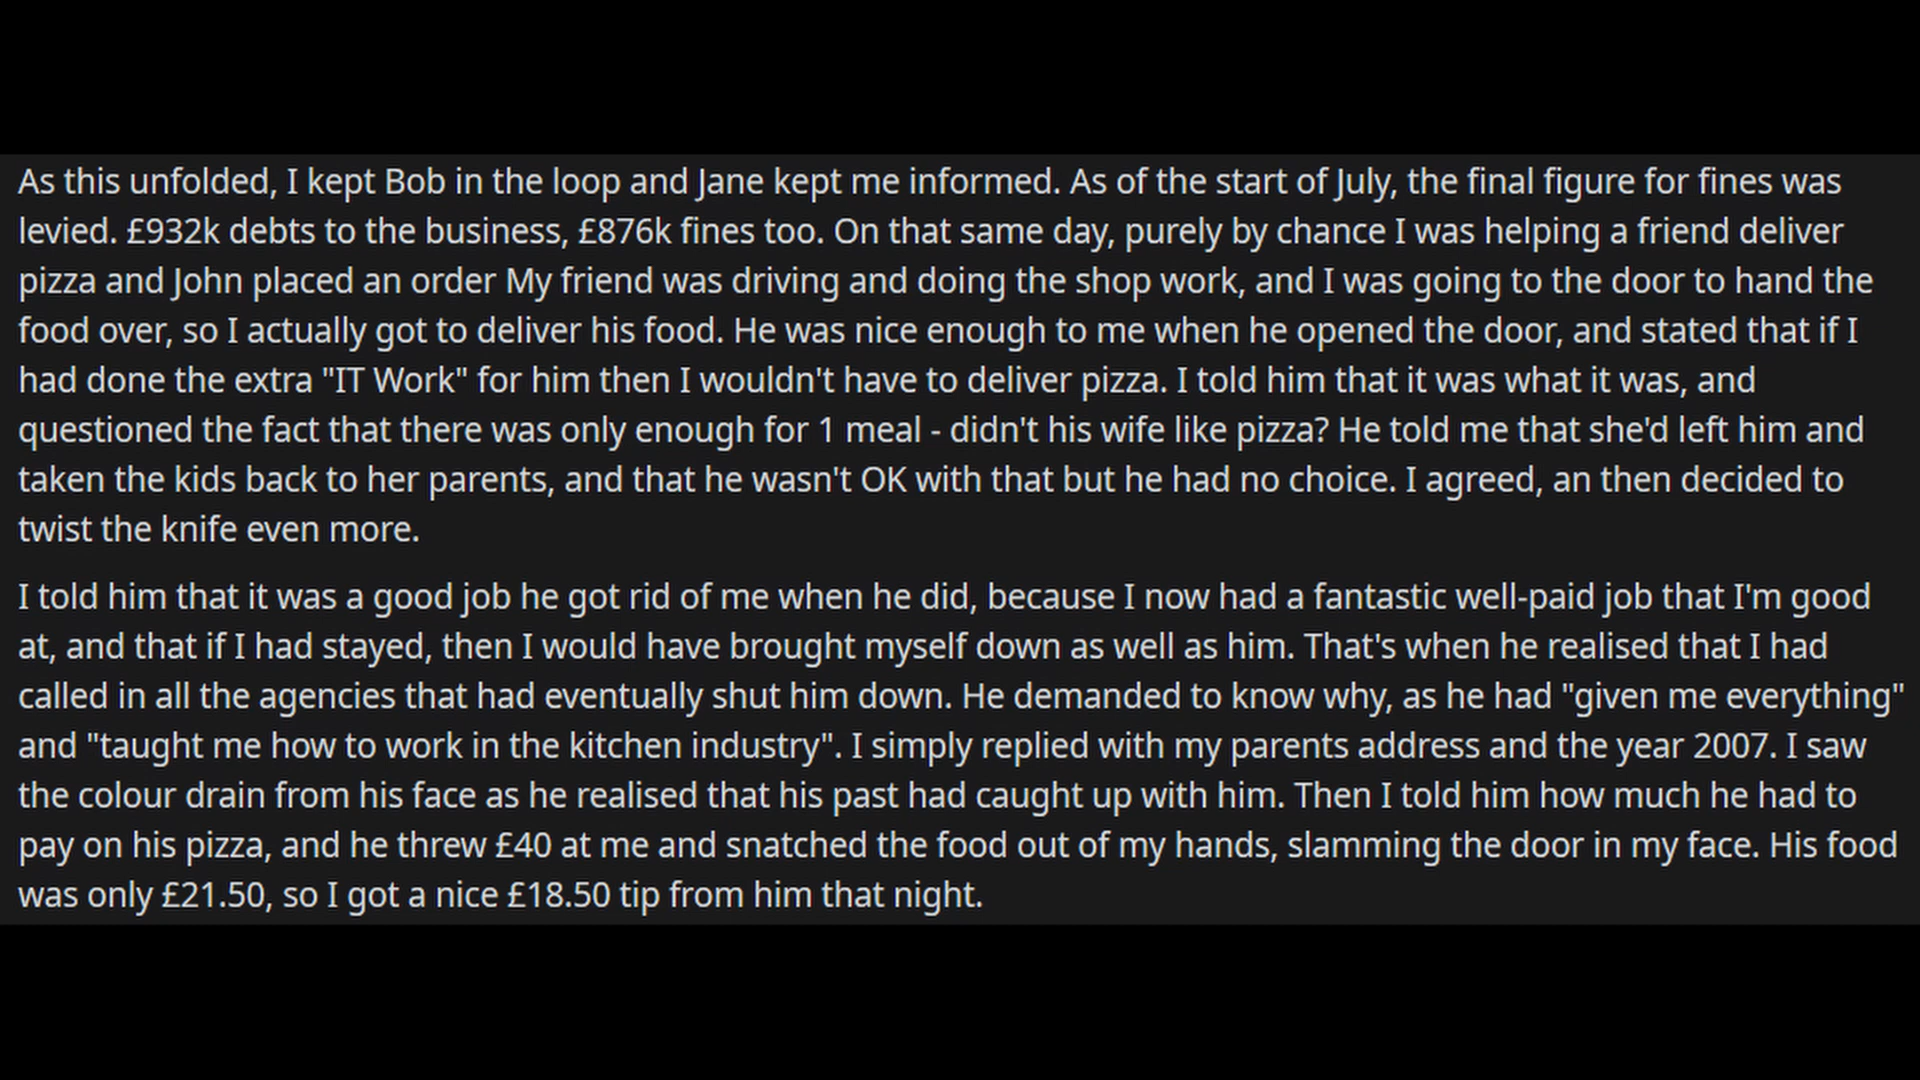 As this unfolded, I kept Bob in the loop and Jane kept me informed. As of the start of July, the final figure for fines was
levied. £932k debts to the business, £876k fines too. On that same day, purely by chance I was helping a friend deliver
pizza and John placed an order My friend was driving and doing the shop work, and I was going to the door to hand the
food over, so I actually got to deliver his food. He was nice enough to me when he opened the door, and stated that if I
had done the extra "IT Work" for him then I wouldn't have to deliver pizza. I told him that it was what it was, and
questioned the fact that there was only enough for 1 meal - didn't his wife like pizza? He told me that she'd left him and
taken the kids back to her parents, and that he wasn't OK with that but he had no choice. I agreed, an then decided to
twist the knife even more.
I told him that it was a good job he got rid of me when he did, because I now had a fantastic well-paid job that I'm good
at, and that if I had stayed, then I would have brought myself down as well as him. That's when he realised that I had
called in all the agencies that had eventually shut him down. He demanded to know why, as he had "given me everything"
and "taught me how to work in the kitchen industry". I simply replied with my parents address and the year 2007. I saw
the colour drain from his face as he realised that his past had caught up with him. Then I told him how much he had to
pay on his pizza, and he threw £40 at me and snatched the food out of my hands, slamming the door in my face. His food
was only £21.50, so I got a nice £18.50 tip from him that night.